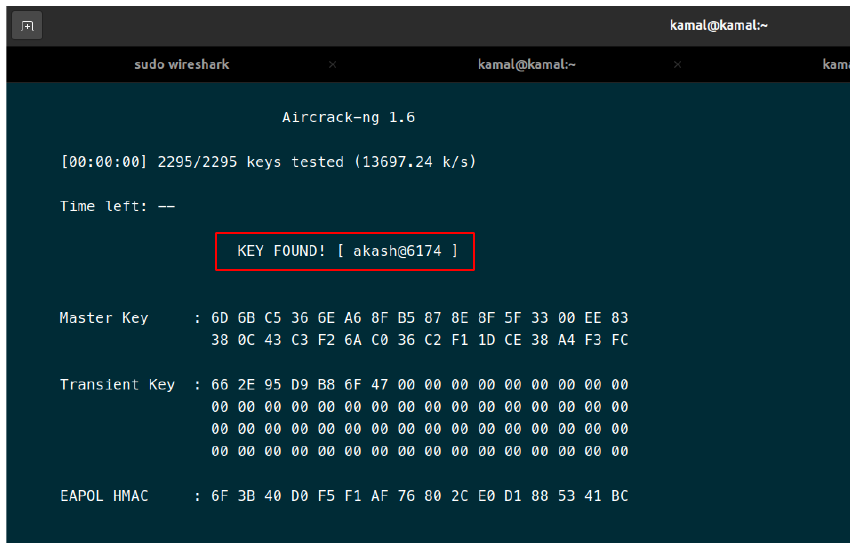 kamal@kamal:~
sudo wireshark × kamal@kamal:~ × kama
Aircrack-ng 1.6
[00:00:00] 2295/2295 keys tested (13697.24 k/s)
Time left: --
KEY FOUND! [ akash@6174 ]
Master Key : 6D 6B C5 36 6E A6 8F B5 87 8E 8F 5F 33 00 EE 83
38 0C 43 C3 F2 6A C0 36 C2 F1 1D CE 38 A4 F3 FC
Transient Key : 66 2E 95 D9 B8 6F 47 00 00 00 00 00 00 00 00 00
00 00 00 00 00 00 00 00 00 00 00 00 00 00 00 00
00 00 00 00 00 00 00 00 00 00 00 00 00 00 00 00
00 00 00 00 00 00 00 00 00 00 00 00 00 00 00 00
EAPOL HMAC : 6F 3B 40 D0 F5 F1 AF 76 80 2C E0 D1 88 53 41 BC